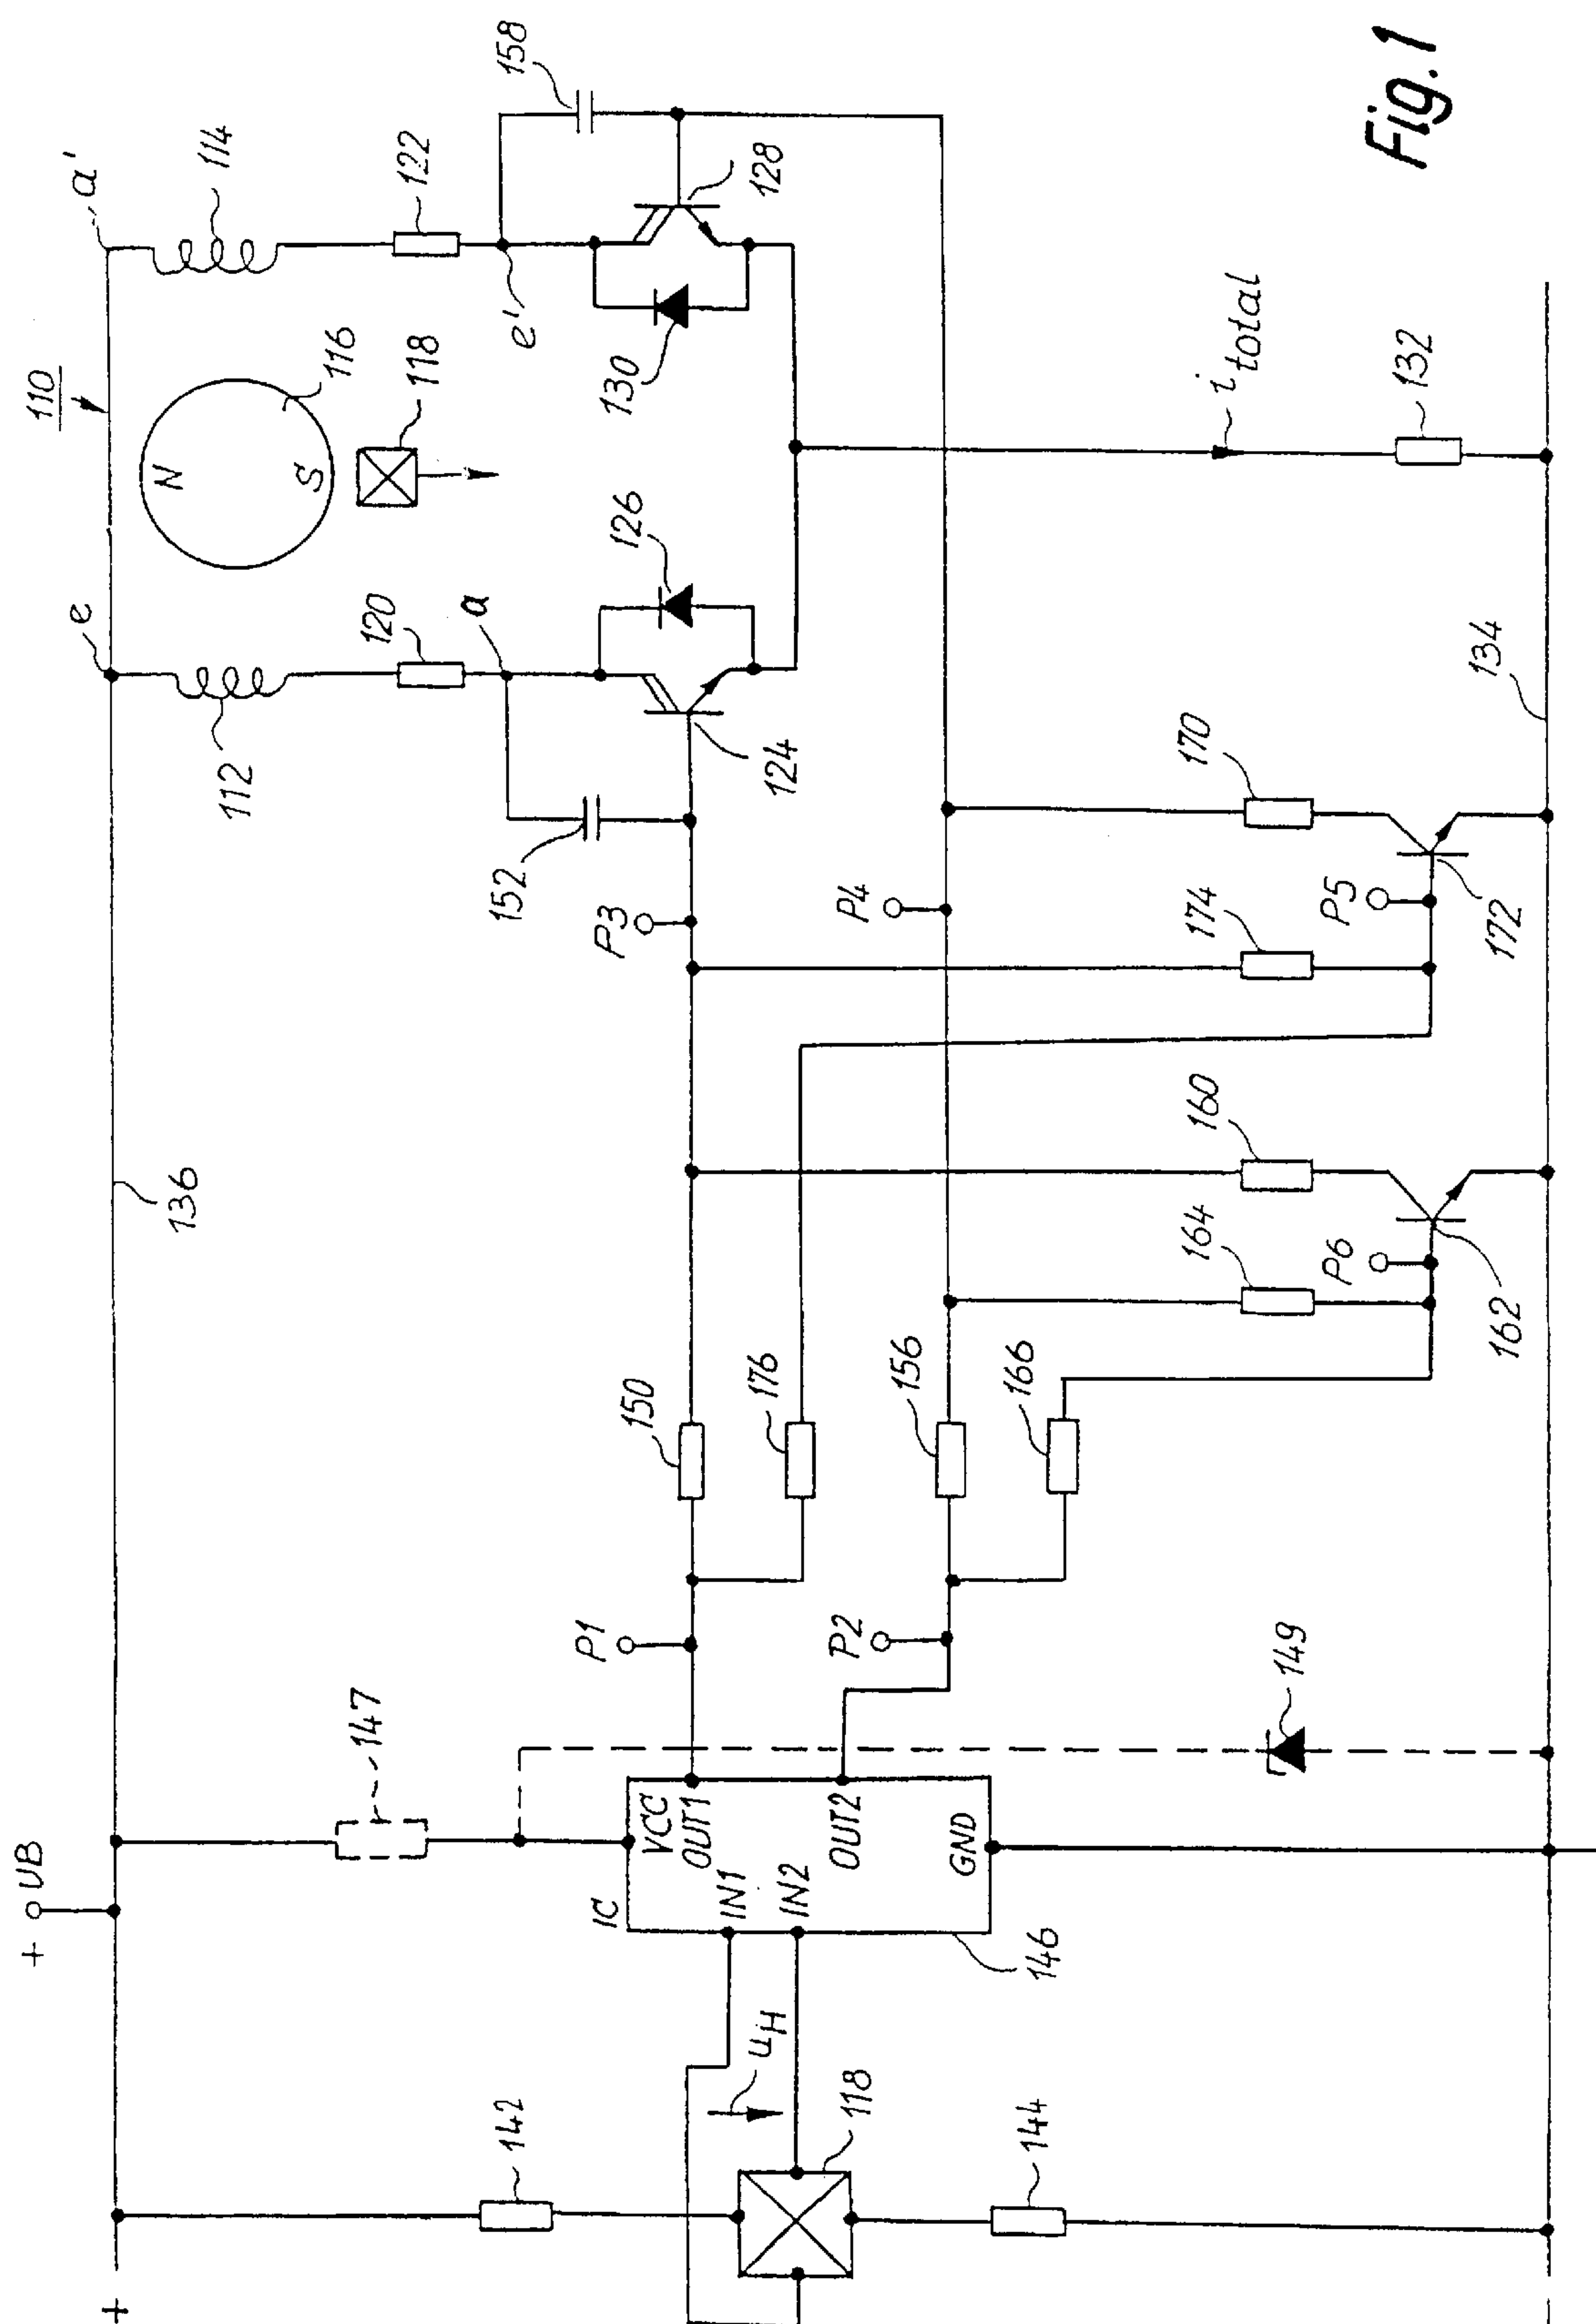 +
+ UB
136
e
110
a'
142
147
112
N
S
116
114
118
120
122
a
e'
158
IC
VCC
IN1
OUT1
IN2
OUT2
GND
146
uH
118
144
P1
150
176
P2
156
166
149
P3
152
124
126
130
128
P4
164
160
174
170
P6
162
P5
172
134
i total
132
Fig. 1